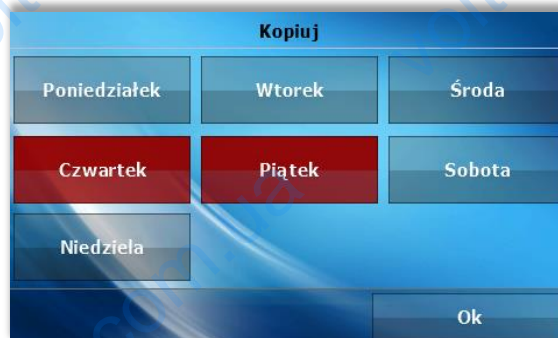 Kopiuj
Poniedziałek Wtorek Środa
Czwartek Piątek Sobota
Niedziela
Ok